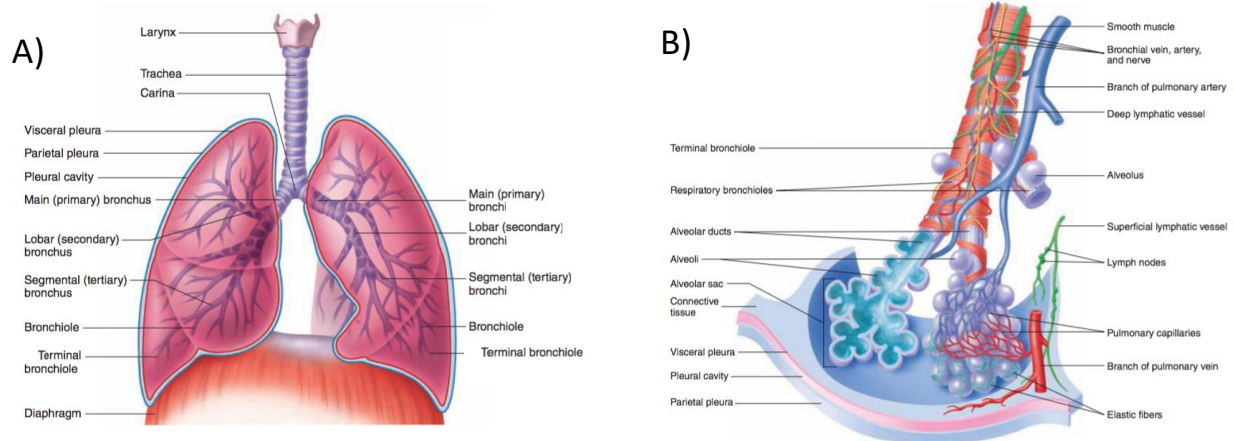 A)
Larynx
Trachea
Carina
Visceral pleura
Parietal pleura
Pleural cavity
Main (primary) bronchus
Lobar (secondary)
bronchus
Segmental (tertiary)
bronchus
Bronchiole
Terminal
bronchiole
Diaphragm
Main (primary)
bronchi
Lobar (secondary)
bronchi
Segmental (tertiary)
bronchi
Bronchiole
Terminal bronchiole
B)
Terminal bronchiole
Respiratory bronchioles
Alveolar ducts
Alveoli
Alveolar sac
Connective
tissue
Visceral pleura
Pleural cavity
Parietal pleura
Smooth muscle
Bronchial vein, artery,
and nerve
Branch of pulmonary artery
Deep lymphatic vessel
Alveolus
Superficial lymphatic vessel
Lymph nodes
Pulmonary capillaries
Branch of pulmonary vein
Elastic fibers